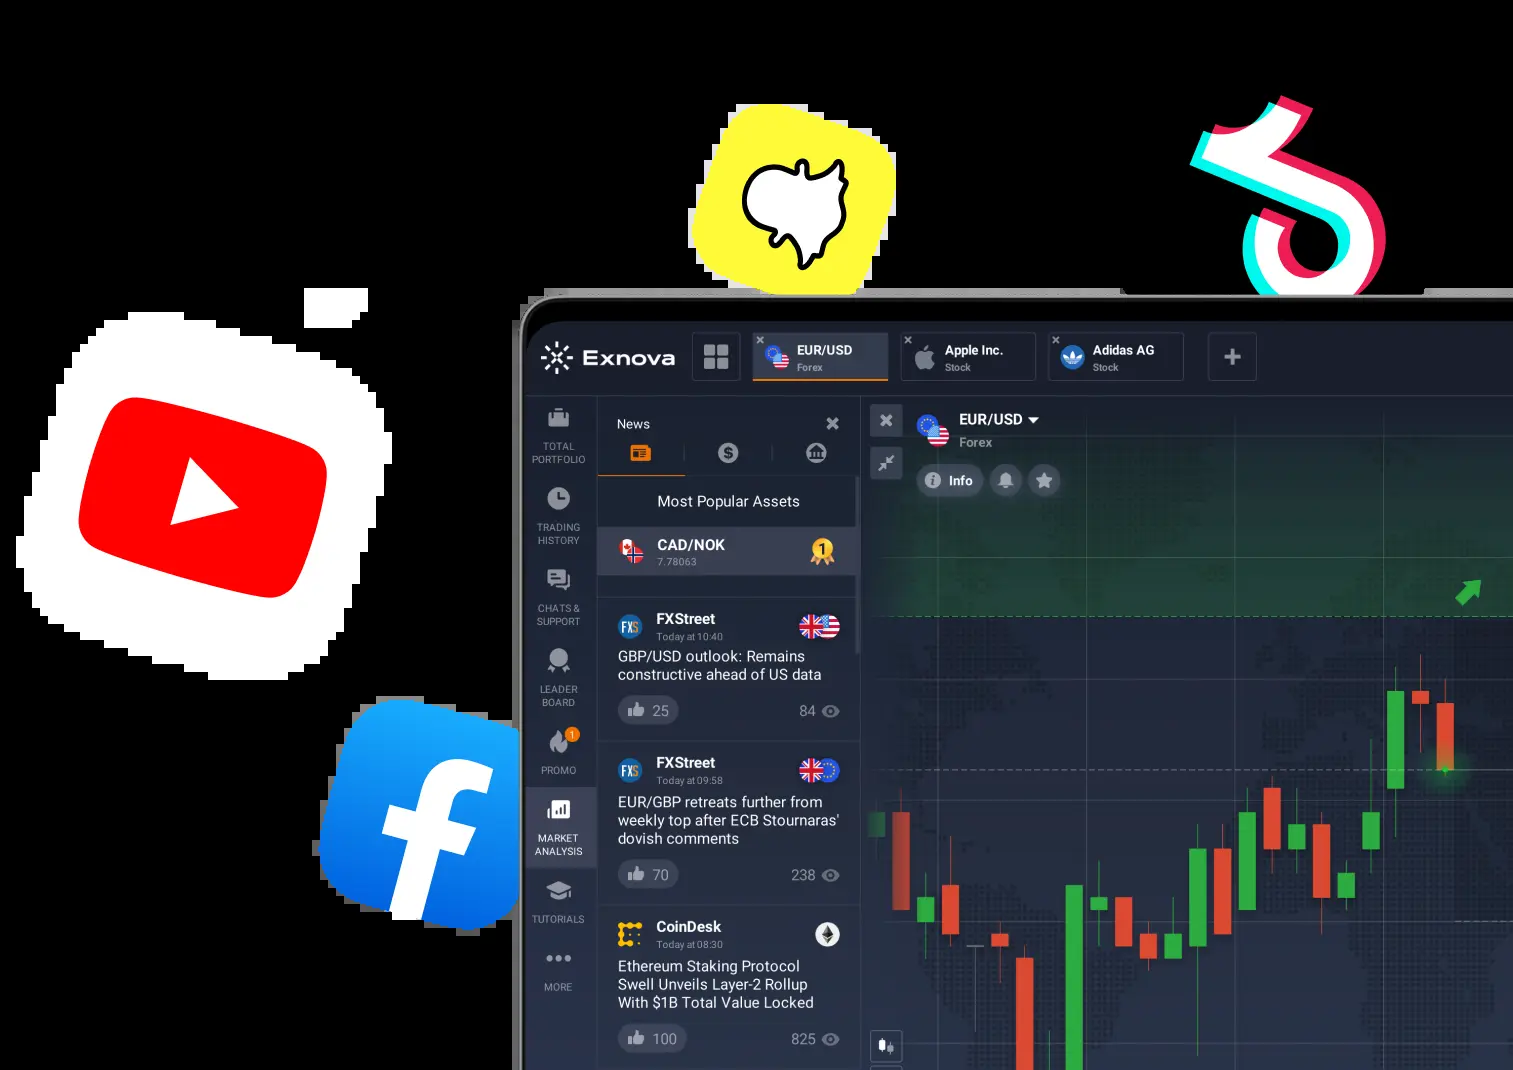 Exnova
EUR/USD
Forex
Apple Inc.
Stock
Adidas AG
Stock
TOTAL
PORTFOLIO
TRADING
HISTORY
CHATS &
SUPPORT
LEADER
BOARD
1
PROMO
MARKET
ANALYSIS
TUTORIALS
MORE
News
Most Popular Assets
CAD/NOK
7.78063
1
FXS
FXStreet
Today at 10:40
GBP/USD outlook: Remains
constructive ahead of US data
25
84
FXS
FXStreet
Today at 09:58
EUR/GBP retreats further from
weekly top after ECB Stournaras'
dovish comments
70
238
CoinDesk
Today at 08:30
Ethereum Staking Protocol
Swell Unveils Layer-2 Rollup
With $1B Total Value Locked
100
825
EUR/USD
Forex
Info